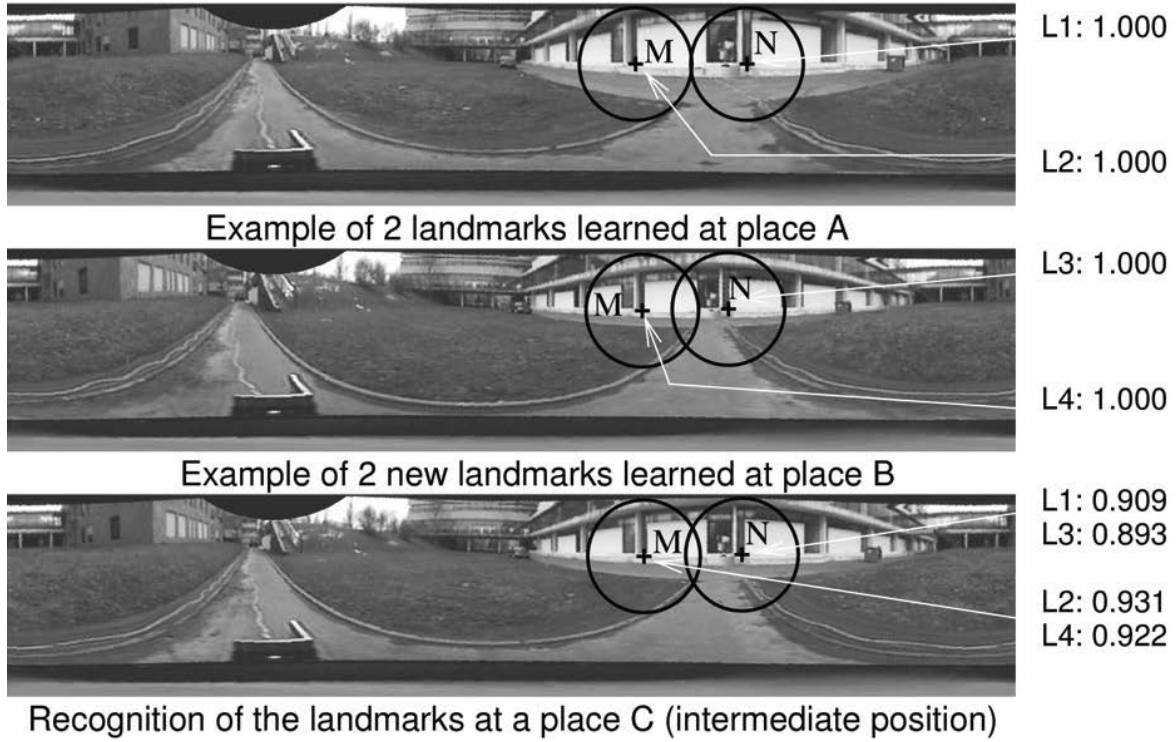 L1: 1.000
M
N
L2: 1.000
Example of 2 landmarks learned at place A
L3: 1.000
M
N
L4: 1.000
Example of 2 new landmarks learned at place B
L1: 0.909
L3: 0.893
M
N
L2: 0.931
L4: 0.922
Recognition of the landmarks at a place C (intermediate position)